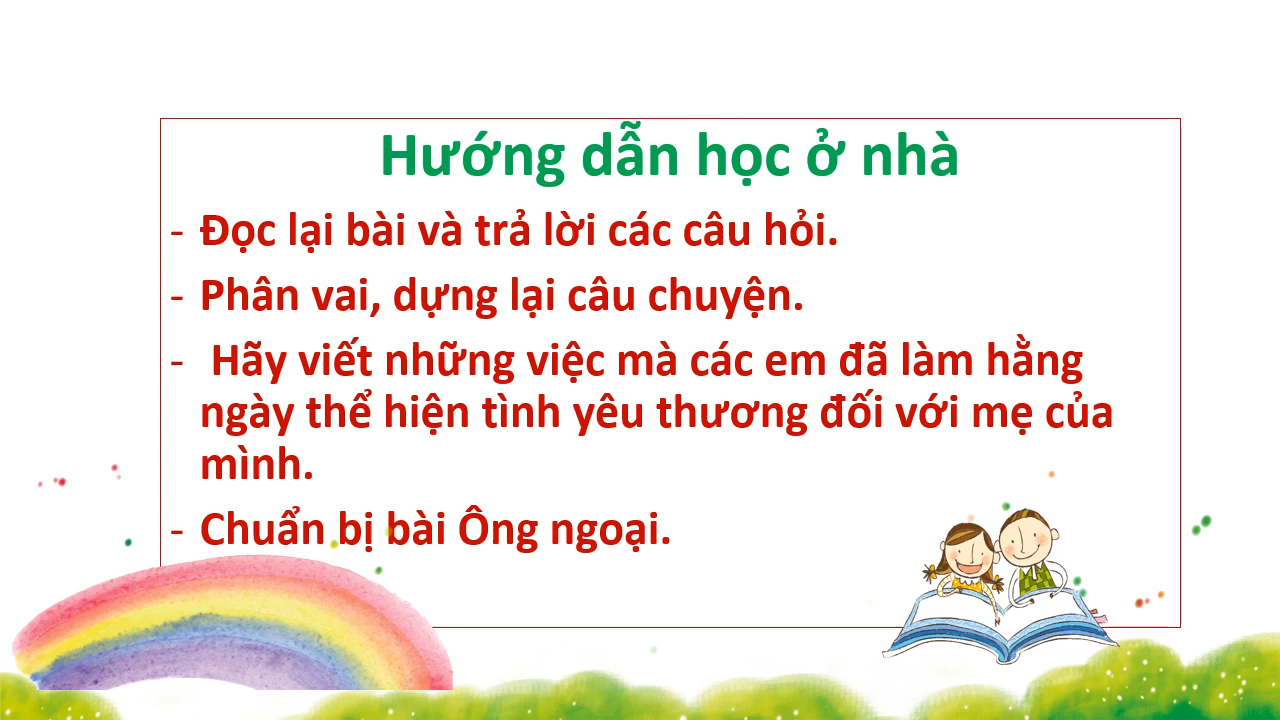 Hướng dẫn học ở nhà
- Đọc lại bài và trả lời các câu hỏi.
- Phân vai, dựng lại câu chuyện.
- Hãy viết những việc mà các em đã làm hằng
ngày thể hiện tình yêu thương đối với mẹ của
mình.
- Chuẩn bị bài Ông ngoại.